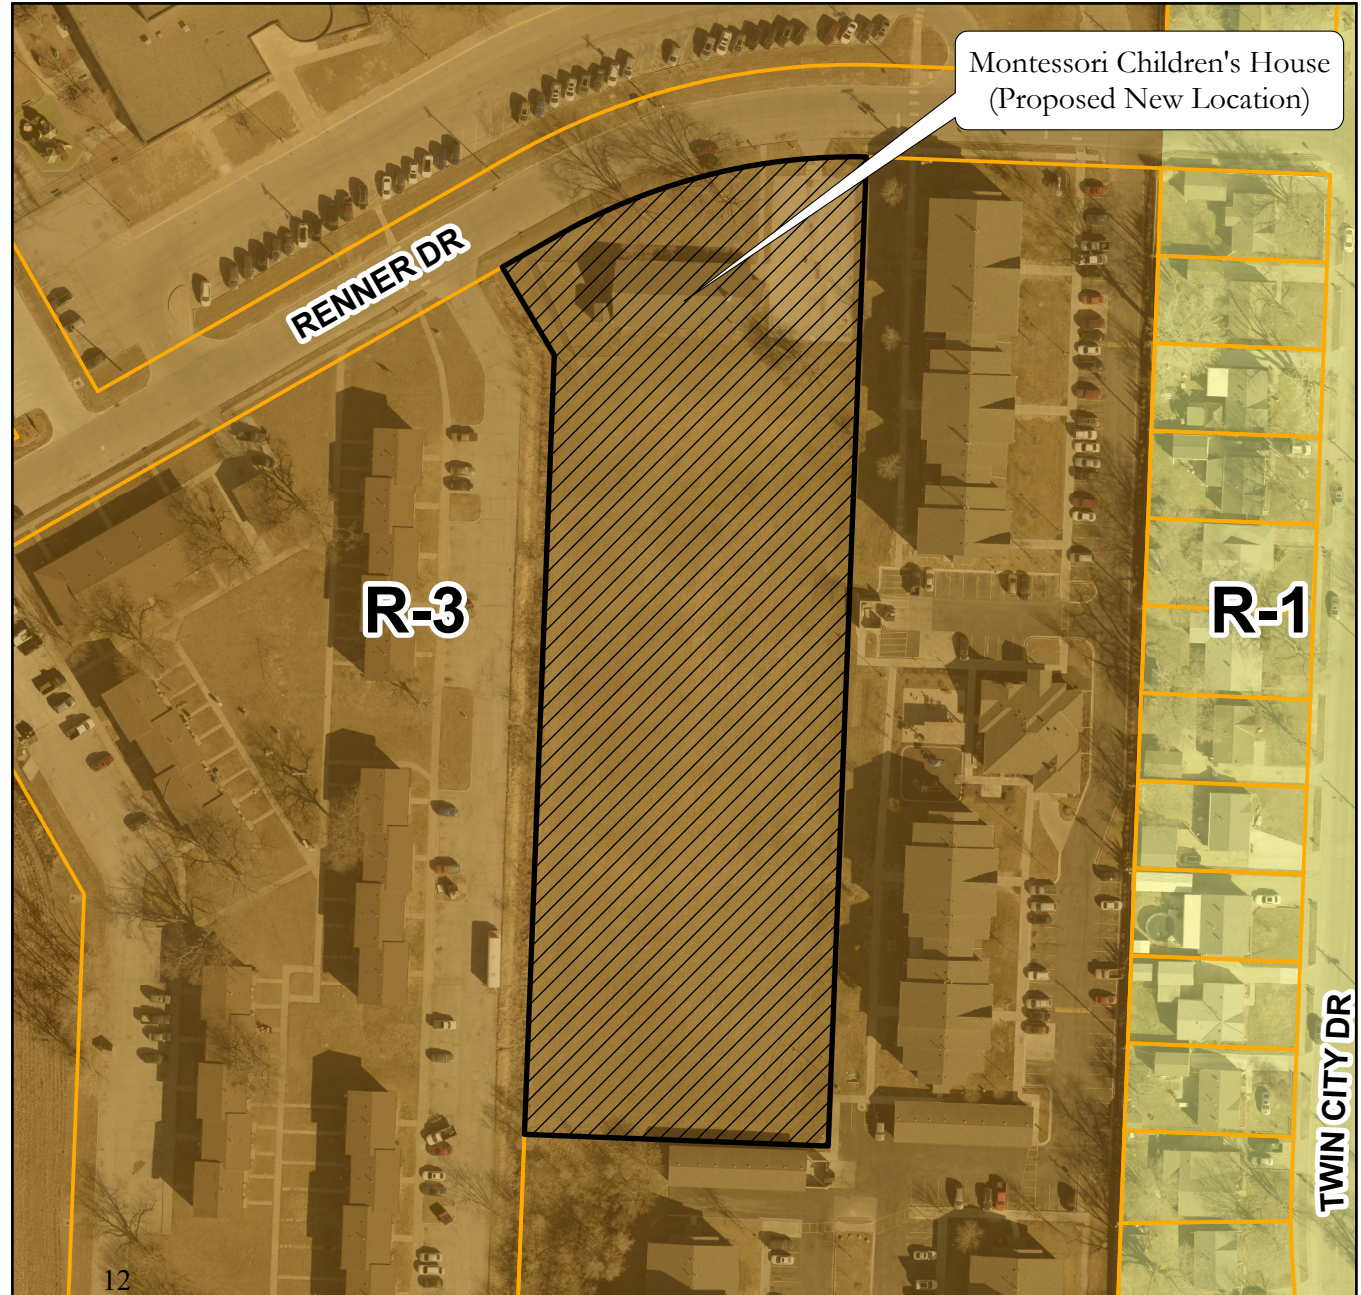 Montessori Children's House
(Proposed New Location)
RENNER DR
R-3
R-1
TWIN CITY DR
12